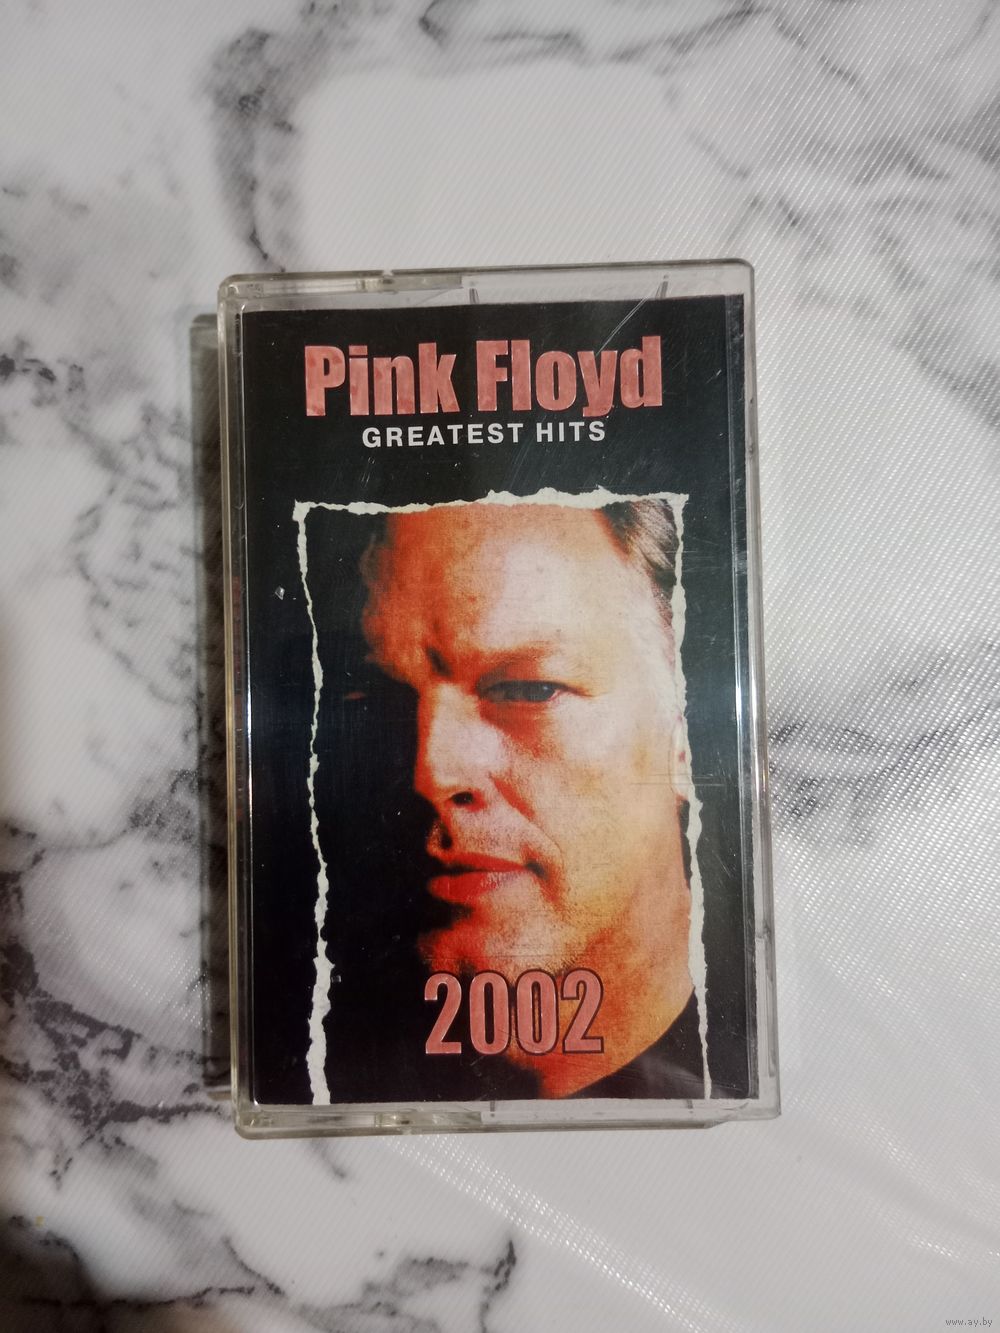 Pink Floyd
GREATEST HITS
2002
www.ay.by